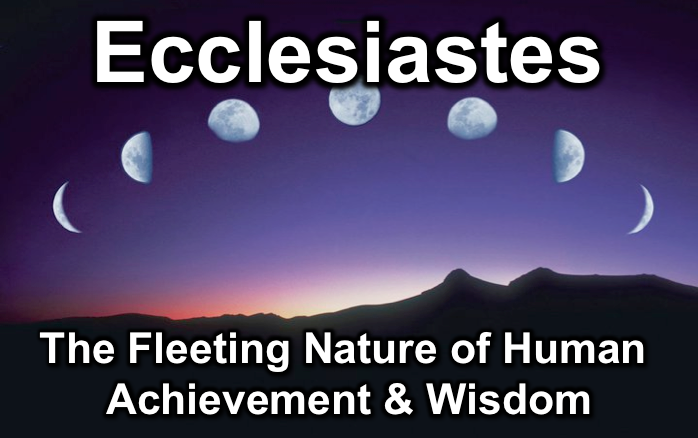 Ecclesiastes
The Fleeting Nature of Human
Achievement & Wisdom